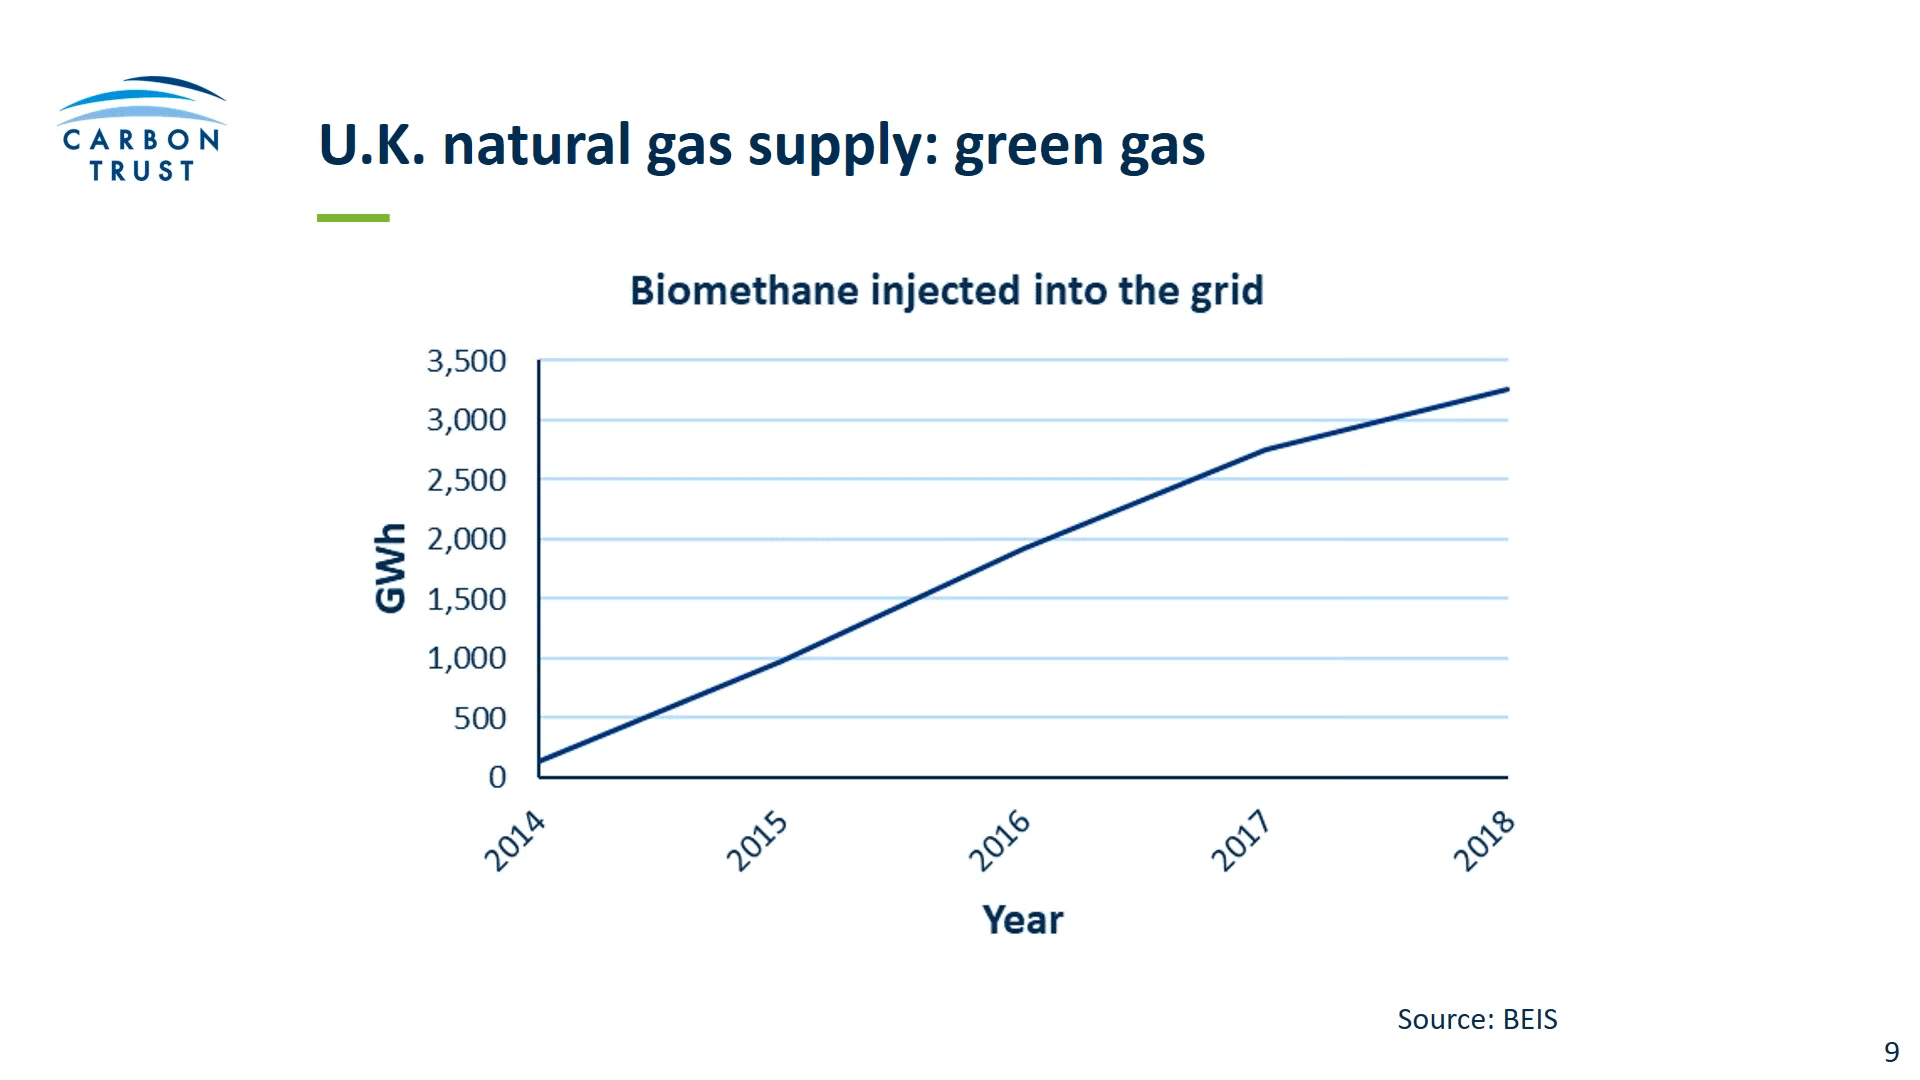 CARBON
TRUST
U.K. natural gas supply: green gas
Biomethane injected into the grid
3,500
3,000
2,500
2,000
1,500
1,000
500
0
GWh
2014
2015
2016
2017
2018
Year
Source: BEIS
9